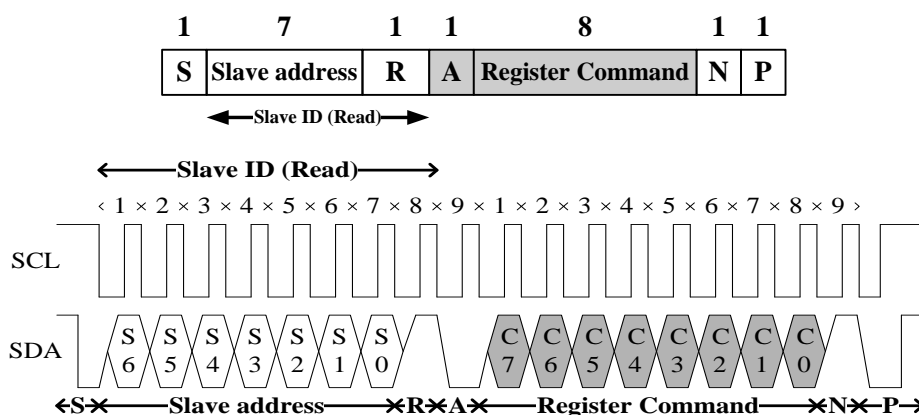 1 7 1 1 8 1 1
S Slave address R A Register Command N P
Slave ID (Read)
Slave ID (Read)
1 × 2 × 3 × 4 × 5 × 6 × 7 × 8 × 9 × 1 × 2 × 3 × 4 × 5 × 6 × 7 × 8 × 9
SCL
SDA
S S S S S S S C C C C C C C C
6 5 4 3 2 1 0 7 6 5 4 3 2 1 0
S Slave address R A Register Command N P